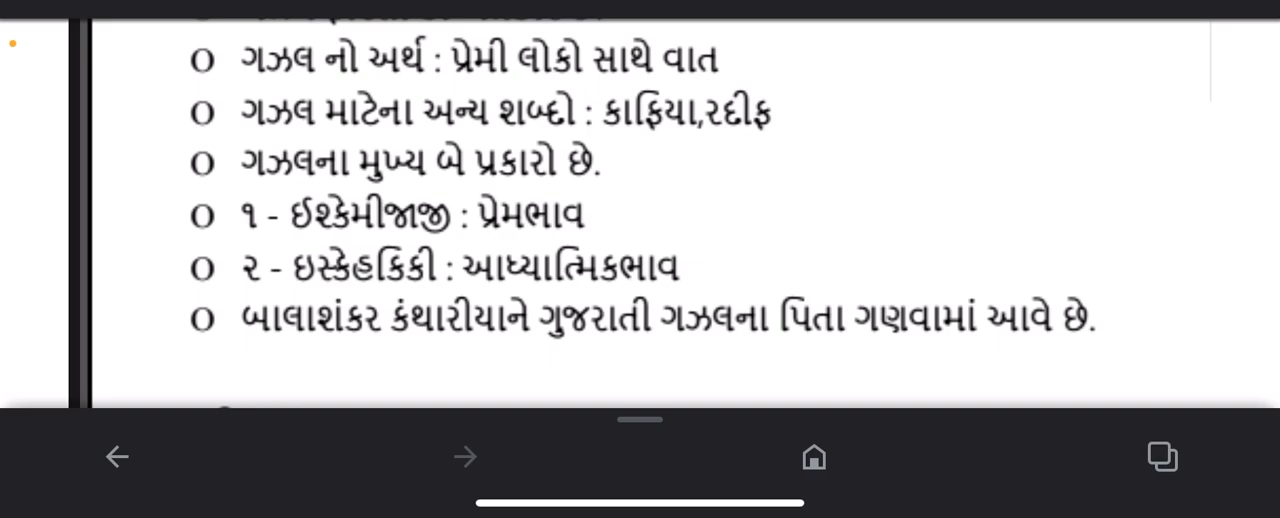 O ગઝલ નો અર્થ : પ્રેમી લોકો સાથે વાત
O ગઝલ માટેના અન્ય શબ્દો : કાફિયા,રદીફ
O ગઝલના મુખ્ય બે પ્રકારો છે.
O ૧ - ઈશ્કેમીજાજી : પ્રેમભાવ
O ૨ - ઇસ્કેહકિકી : આધ્યાત્મિકભાવ
O બાલાશંકર કંથારીયાને ગુજરાતી ગઝલના પિતા ગણવામાં આવે છે.